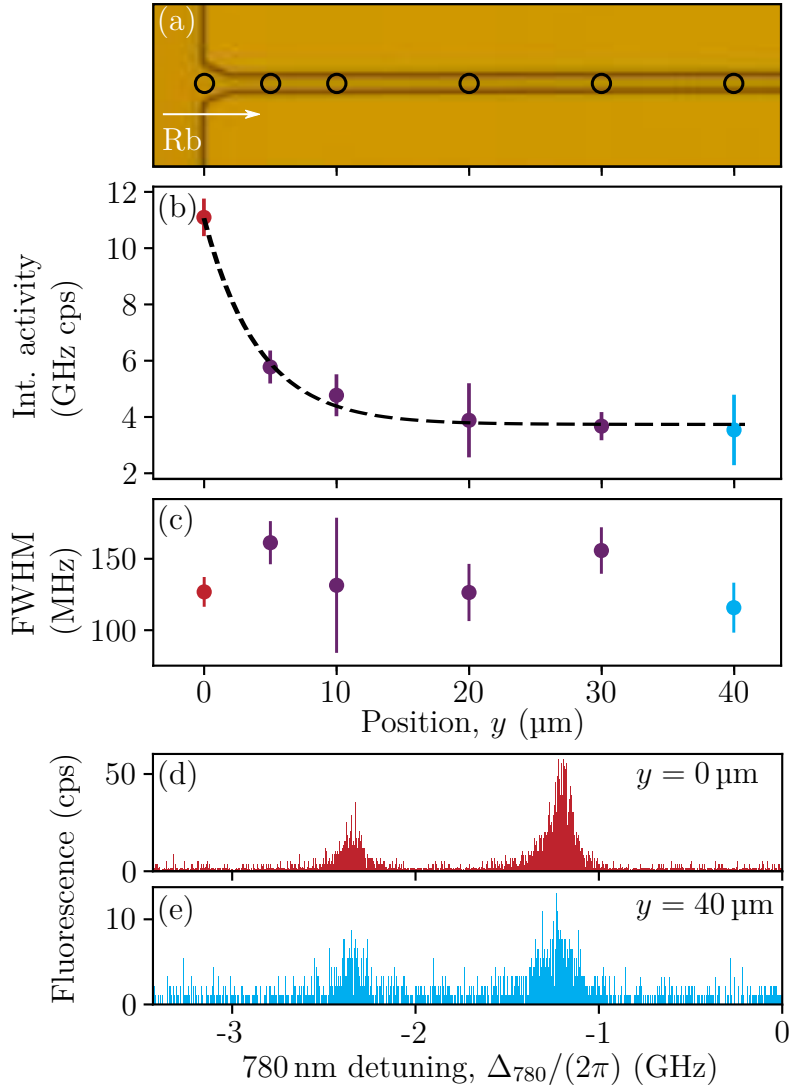 (a)
Rb
(b)
12
10
8
6
4
2
Int. activity
(GHz cps)
(c)
150
100
FWHM
(MHz)
0 10 20 30 40
Position, y (µm)
(d)
y = 0 µm
50
0
(e)
y = 40 µm
10
0
Fluorescence (cps)
-3 -2 -1 0
780 nm detuning, Δ780/(2π) (GHz)